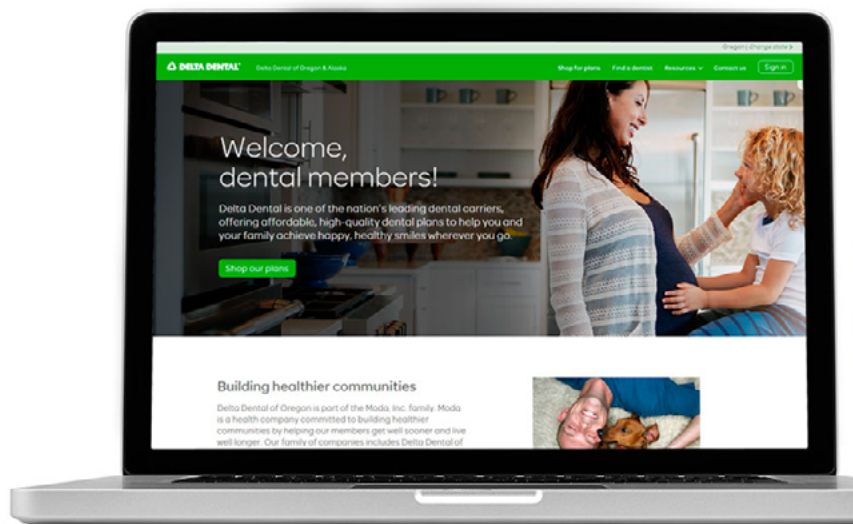 Oregon | change state >
DELTA DENTAL
Delta Dental of Oregon & Alaska
Shop for plans Find a dentist Resources Contact us Sign in
Welcome,
dental members!
Delta Dental is one of the nation's leading dental carriers,
offering affordable, high-quality dental plans to help you and
your family achieve happy, healthy smiles wherever you go.
Shop our plans
Building healthier communities
Delta Dental of Oregon is part of the Moda, Inc. family. Moda
is a health company committed to building healthier
communities by helping our members get well sooner and live
well longer. Our family of companies includes Delta Dental of